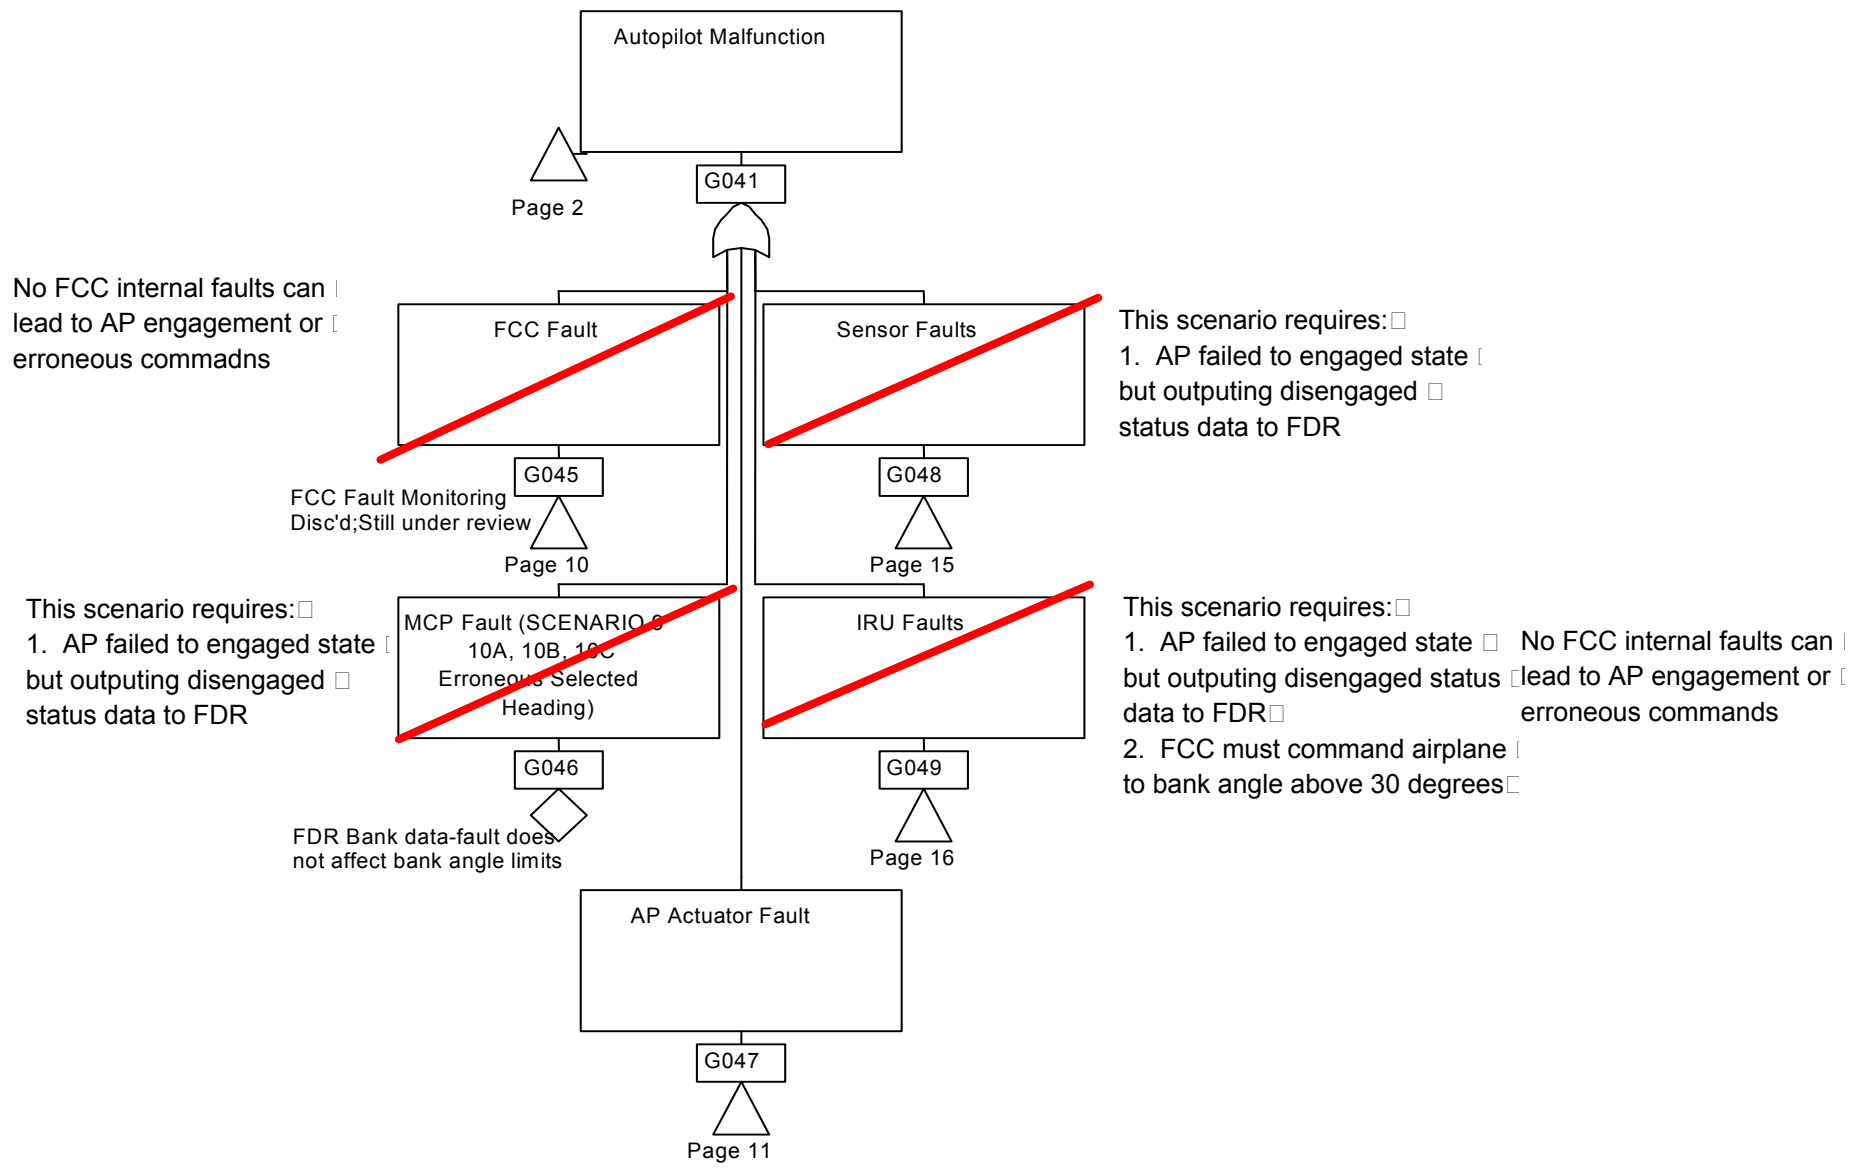 Autopilot Malfunction
Page 2
G041
No FCC internal faults can
lead to AP engagement or
erroneous commadns
FCC Fault
G045
FCC Fault Monitoring
Disc'd;Still under review
Page 10
Sensor Faults
G048
Page 15
This scenario requires:
1. AP failed to engaged state
but outputing disengaged
status data to FDR
This scenario requires:
1. AP failed to engaged state
but outputing disengaged
status data to FDR
MCP Fault (SCENARIO 9
10A, 10B, 10C
Erroneous Selected
Heading)
G046
FDR Bank data-fault does
not affect bank angle limits
IRU Faults
G049
Page 16
This scenario requires:
1. AP failed to engaged state
but outputing disengaged status
data to FDR
2. FCC must command airplane
to bank angle above 30 degrees
No FCC internal faults can
lead to AP engagement or
erroneous commands
AP Actuator Fault
G047
Page 11